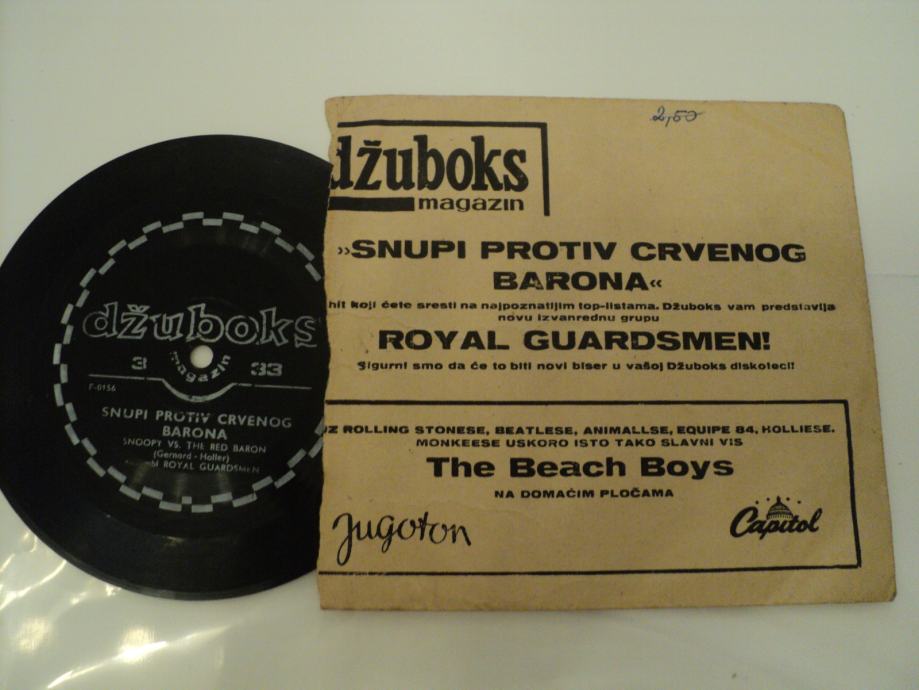 džuboks
magazin
3
33
F-0156
SNUPI PROTIV CRVENOG
BARONA
SNOOPY VS. THE RED BARON
(Gernard - Holler)
ROYAL GUARDSMEN
2,50
džuboks
magazin
»SNUPI PROTIV CRVENOG
BARONA«
hit koji ćete sresti na najpoznatijim top-listama. Džuboks vam predstavlja
novu izvanrednu grupu
ROYAL GUARDSMEN!
Sigurni smo da će to biti novi biser u vašoj Džuboks diskoteci!
UZ ROLLING STONESE, BEATLESE, ANIMALLSE, EQUIPE 84, HOLLIESE.
MONKEESE USKORO ISTO TAKO SLAVNI VIS
The Beach Boys
NA DOMAĆIM PLOČAMA
Jugoton
Capitol